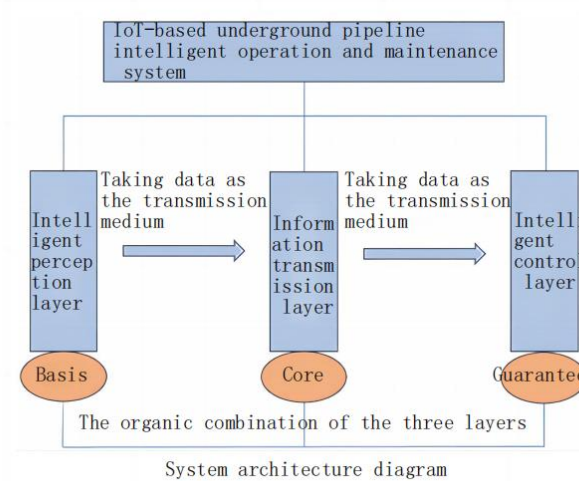 IoT-based underground pipeline
intelligent operation and maintenance
system
Taking data as
the transmission
medium
Taking data as
the transmission
medium
Intell
igent
percep
tion
layer
Inform
ation
transm
ission
layer
Intelli
gent
control
layer
Basis
Core
Guarantee
The organic combination of the three layers
System architecture diagram